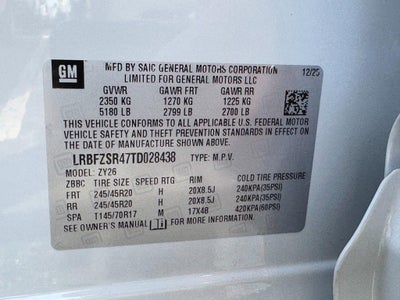 GM
MFD BY SAIC GENERAL MOTORS CORPORATION
LIMITED FOR GENERAL MOTORS LLC
12/25
GVWR GAWR FRT GAWR RR
2350 KG 1270 KG 1225 KG
5180 LB 2799 LB 2700 LB
THIS VEHICLE CONFORMS TO ALL APPLICABLE U.S. FEDERAL MOTOR
VEHICLE SAFETY AND THEFT PREVENTION STANDARDS IN EFFECT ON
THE DATE OF MANUFACTURE SHOWN ABOVE.
LRBFZSR47TD028438 TYPE: M.P.V.
MODEL: ZY26
ZBBC TIRE SIZE SPEED RTG RIM COLD TIRE PRESSURE
FRT 245/45R20 H 20X8.5J 240KPA(35PSI)
RR 245/45R20 H 20X8.5J 240KPA(35PSI)
SPA T145/70R17 M 17X4B 420KPA(60PSI)
SEE OWNER'S MANUAL FOR MORE INFORMATION.